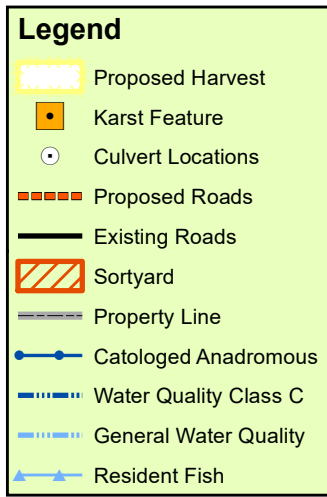 Legend
Proposed Harvest
Karst Feature
Culvert Locations
Proposed Roads
Existing Roads
Sortyard
Property Line
Catologed Anadromous
Water Quality Class C
General Water Quality
Resident Fish